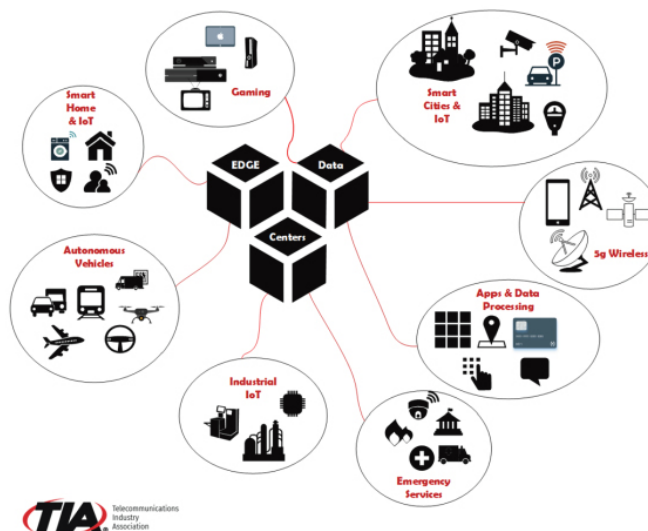 Gaming
Smart
Cities & IoT
P
Smart
Home
& IoT
EDGE
Data
Centers
5g Wireless
Autonomous
Vehicles
Apps & Data
Processing
Industrial
IoT
Emergency
Services
TIA®
Telecommunications
Industry
Association